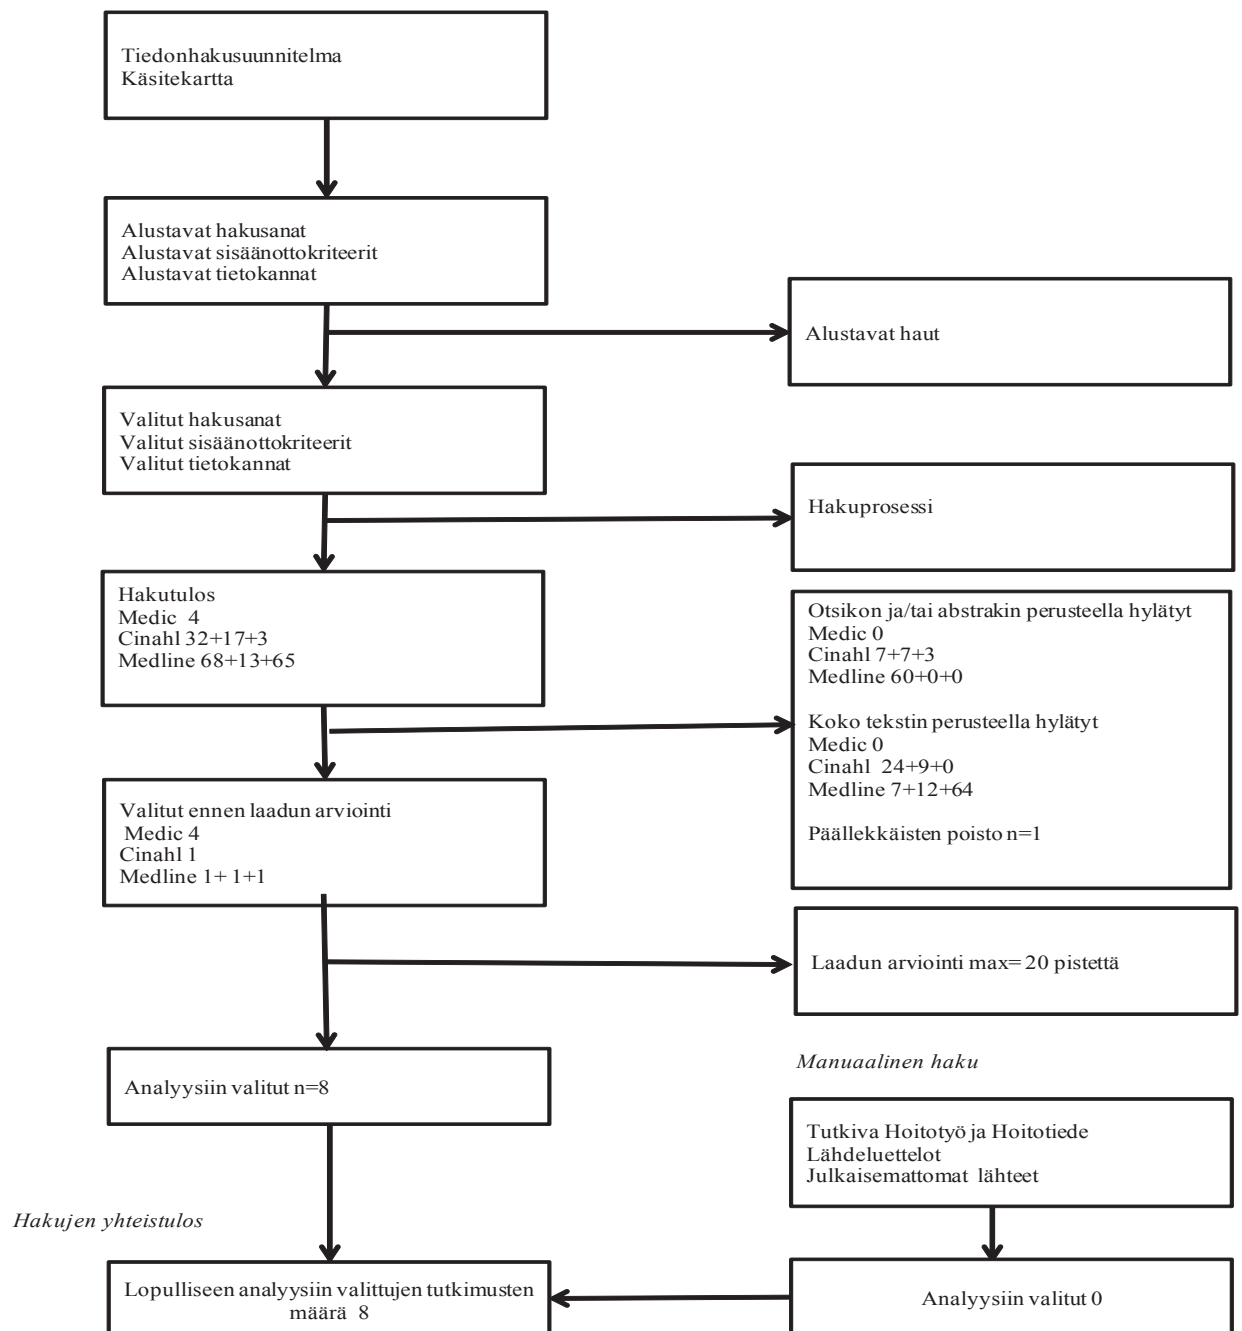 Tiedonhakusuunnitelma
Käsitekartta
Alustavat hakusanat
Alustavat sisäänottokriteerit
Alustavat tietokannat
Alustavat haut
Valitut hakusanat
Valitut sisäänottokriteerit
Valitut tietokannat
Hakuprosessi
Hakutulos
Medic 4
Cinahl 32+17+3
Medline 68+13+65
Otsikon ja/tai abstrakin perusteella hylätyt
Medic 0
Cinahl 7+7+3
Medline 60+0+0
Koko tekstin perusteella hylätyt
Medic 0
Cinahl 24+9+0
Medline 7+12+64
Päällekkäisten poisto n=1
Valitut ennen laadun arviointi
Medic 4
Cinahl 1
Medline 1+ 1+1
Laadun arviointi max= 20 pistettä
Analyysiin valitut n=8
Manuaalinen haku
Tutkiva Hoitotyö ja Hoitotiede
Lähdeluettelot
Julkaisemattomat lähteet
Hakujen yhteistulos
Lopulliseen analyysiin valittujen tutkimusten
määrä 8
Analyysiin valitut 0